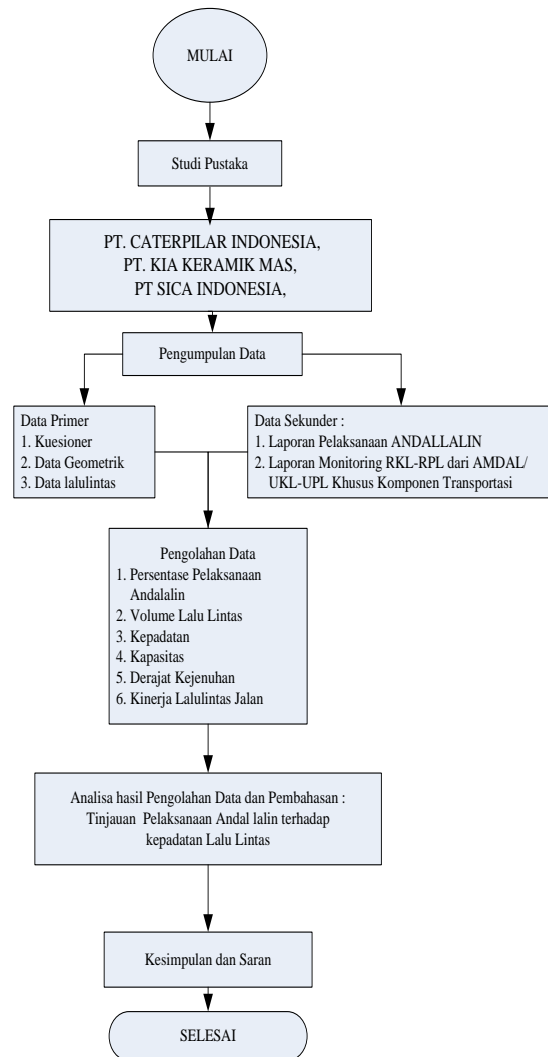 MULAI
Studi Pustaka
PT. CATERPILAR INDONESIA,
PT. KIA KERAMIK MAS,
PT SICA INDONESIA,
Pengumpulan Data
Data Primer
1. Kuesioner
2. Data Geometrik
3. Data lalulintas
Data Sekunder :
1. Laporan Pelaksanaan ANDALLALIN
2. Laporan Monitoring RKL-RPL dari AMDAL/
UKL-UPL Khusus Komponen Transportasi
Pengolahan Data
1. Persentase Pelaksanaan
Andalalin
2. Volume Lalu Lintas
3. Kepadatan
4. Kapasitas
5. Derajat Kejenuhan
6. Kinerja Lalulintas Jalan
Analisa hasil Pengolahan Data dan Pembahasan :
Tinjauan Pelaksanaan Andal lalin terhadap
kepadatan Lalu Lintas
Kesimpulan dan Saran
SELESAI